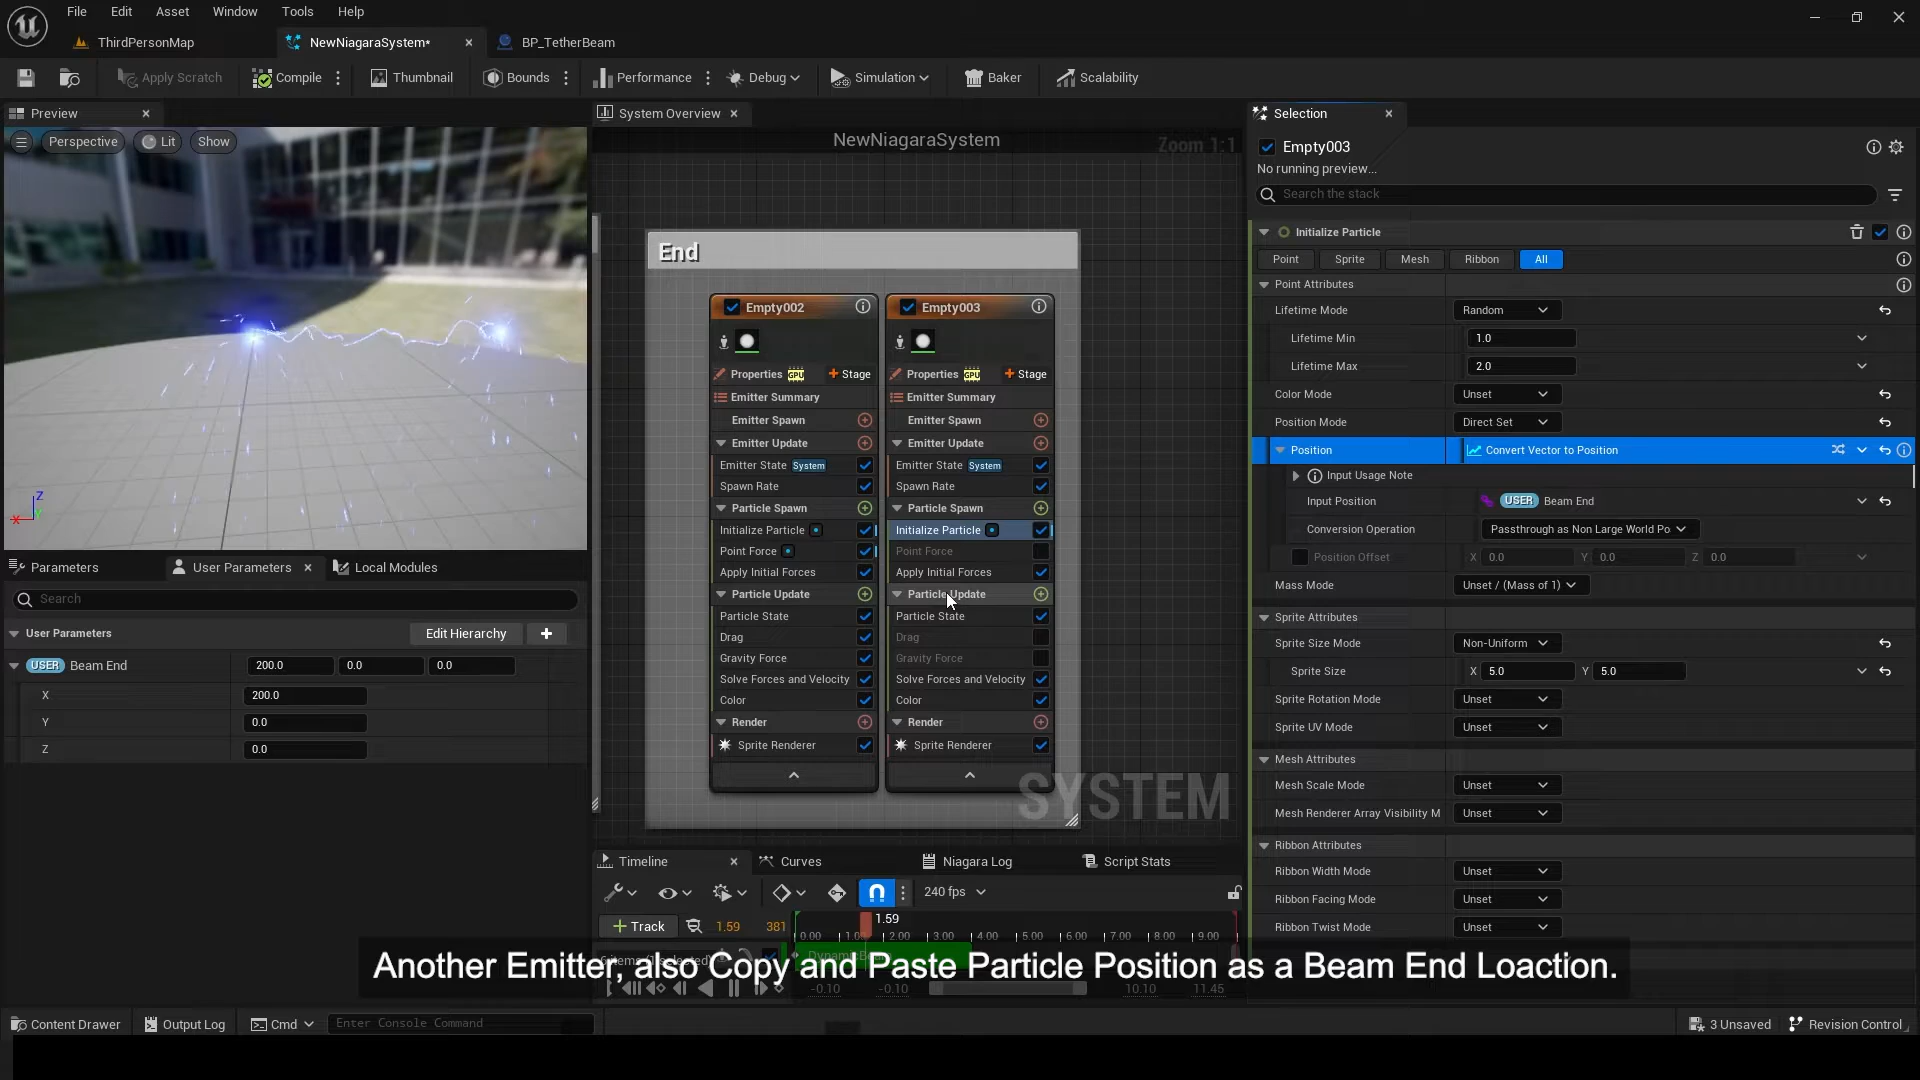 File Edit Asset Window Tools Help
ThirdPersonMap
NewNiagaraSystem*
BP_TetherBeam
Apply Scratch
Compile
Thumbnail
Bounds
Performance
Debug
Simulation
Baker
Scalability
Preview
Perspective
Lit
Show
Z
X
System Overview
NewNiagaraSystem
Zoom 1:1
End
Empty002
Properties GPU + Stage
Emitter Summary
Emitter Spawn
Emitter Update
Emitter State System
Spawn Rate
Particle Spawn
Initialize Particle
Point Force
Apply Initial Forces
Particle Update
Particle State
Drag
Gravity Force
Solve Forces and Velocity
Color
Render
Sprite Renderer
Empty003
Properties GPU + Stage
Emitter Summary
Emitter Spawn
Emitter Update
Emitter State System
Spawn Rate
Particle Spawn
Initialize Particle
Point Force
Apply Initial Forces
Particle Update
Particle State
Drag
Gravity Force
Solve Forces and Velocity
Color
Render
Sprite Renderer
SYSTEM
Selection
Empty003
No running preview...
Search the stack
Initialize Particle
Point Sprite Mesh Ribbon All
Point Attributes
Lifetime Mode Random
Lifetime Min 1.0
Lifetime Max 2.0
Color Mode Unset
Position Mode Direct Set
Position Convert Vector to Position
Input Usage Note
Input Position USER Beam End
Conversion Operation Passthrough as Non Large World Po
Position Offset X 0.0 Y 0.0 Z 0.0
Mass Mode Unset / (Mass of 1)
Sprite Attributes
Sprite Size Mode Non-Uniform
Sprite Size X 5.0 Y 5.0
Sprite Rotation Mode Unset
Sprite UV Mode Unset
Mesh Attributes
Mesh Scale Mode Unset
Mesh Renderer Array Visibility M Unset
Ribbon Attributes
Ribbon Width Mode Unset
Ribbon Facing Mode Unset
Ribbon Twist Mode Unset
Parameters
User Parameters
Local Modules
Search
User Parameters
Edit Hierarchy
+
USER Beam End 200.0 0.0 0.0
X 200.0
Y 0.0
Z 0.0
Timeline
Curves
Niagara Log
Script Stats
240 fps
+ Track 1.59 381
1.59
0.00 1.00 2.00 3.00 4.00 5.00 6.00 7.00 8.00 9.00
Another Emitter, also Copy and Paste Particle Position as a Beam End Loaction.
-0.10 -0.10 10.10 11.45
Content Drawer
Output Log
Cmd
Enter Console Command
3 Unsaved
Revision Control